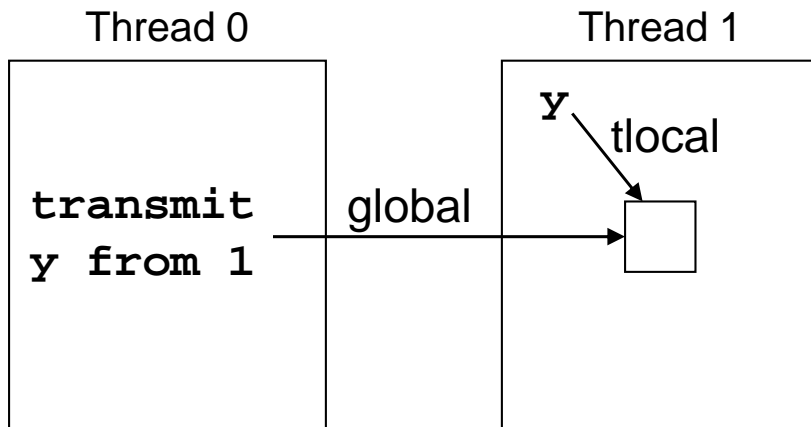 Thread 0
Thread 1
y
tlocal
transmit
y from 1
global